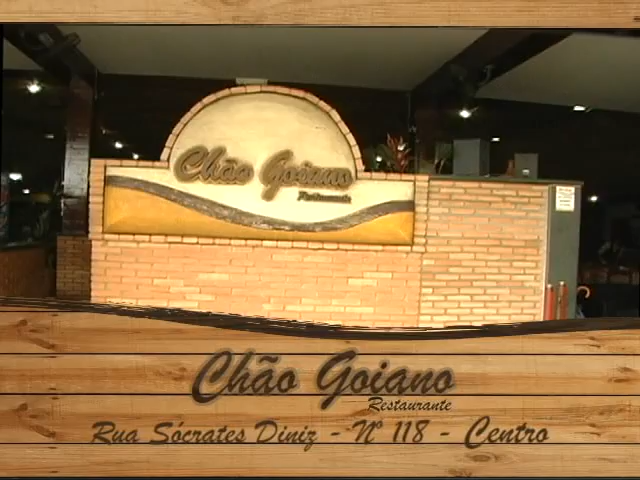 Chão Goiano
Restaurante
Chão Goiano
Restaurante
Rua Sócrates Diniz - Nº 118 - Centro